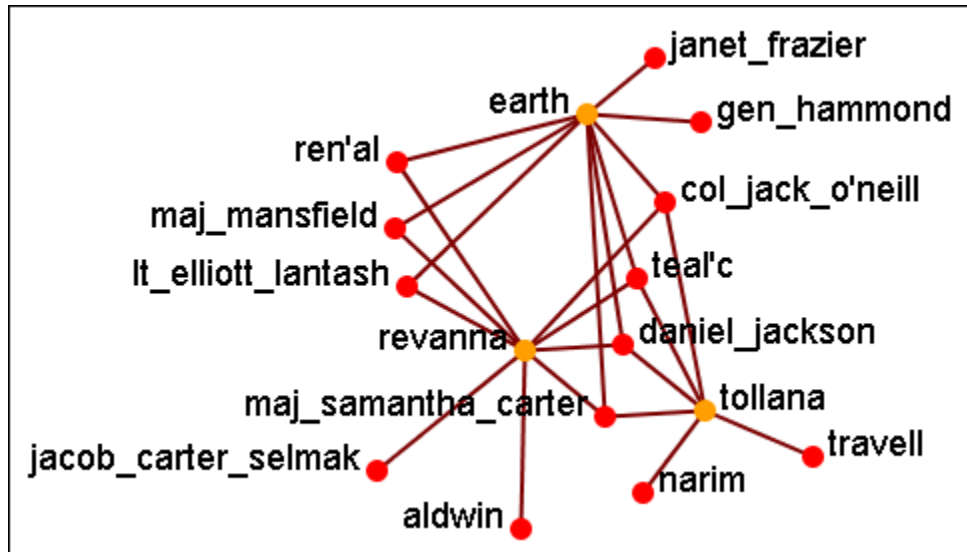 janet_frazier
earth
gen_hammond
ren'al
col_jack_o'neill
maj_mansfield
teal'c
lt_elliott_lantash
revanna
daniel_jackson
maj_samantha_carter
tollana
travell
jacob_carter_selmak
narim
aldwin